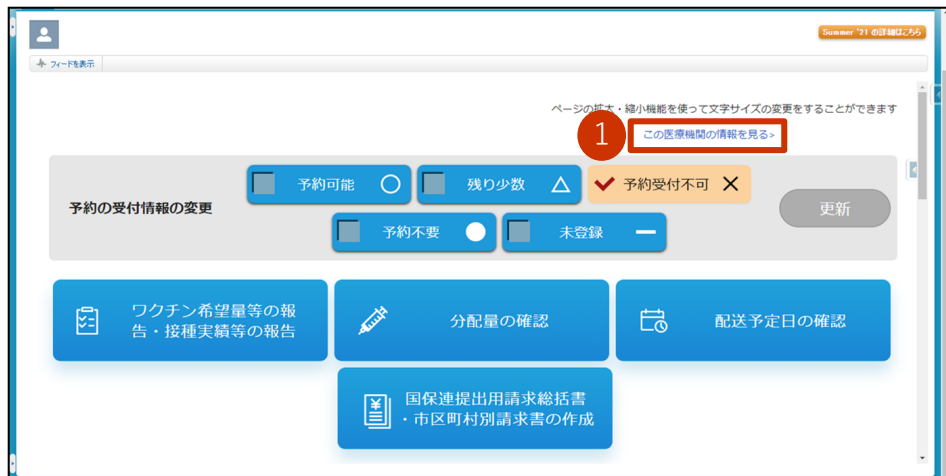 Summer '21 の詳細はこちら
フィードを表示
ページの拡大・縮小機能を使って文字サイズの変更をすることができます
1
この医療機関の情報を見る>
予約の受付情報の変更
予約可能
残り少数
予約受付不可
更新
予約不要
未登録
ワクチン希望量等の報
告・接種実績等の報告
分配量の確認
配送予定日の確認
国保連提出用請求総括書
・市区町村別請求書の作成